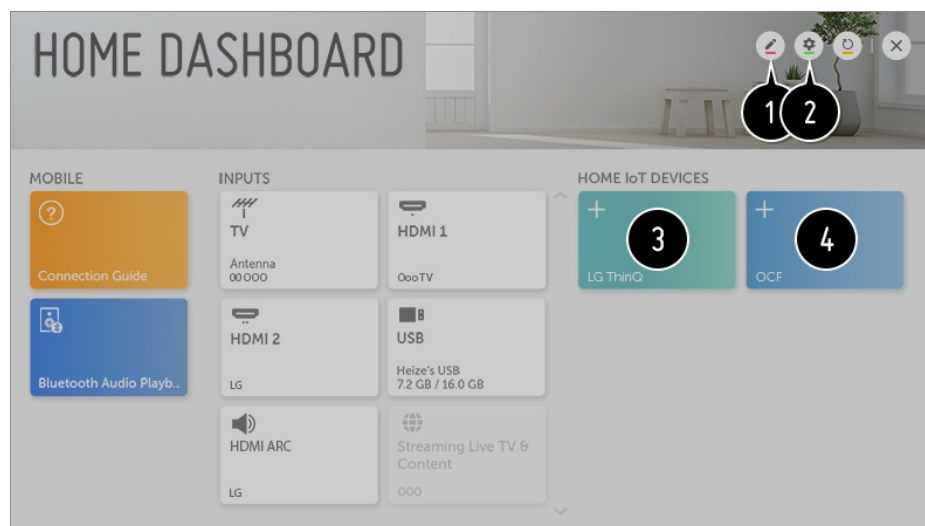 HOME DASHBOARD
1
2
MOBILE
INPUTS
HOME IoT DEVICES
Connection Guide
TV
Antenna
00 000
HDMI 1
OooTV
3
LG ThinQ
4
OCF
Bluetooth Audio Playb..
HDMI 2
LG
USB
Heize's USB
7.2 GB / 16.0 GB
HDMI ARC
LG
Streaming Live TV &
Content
000